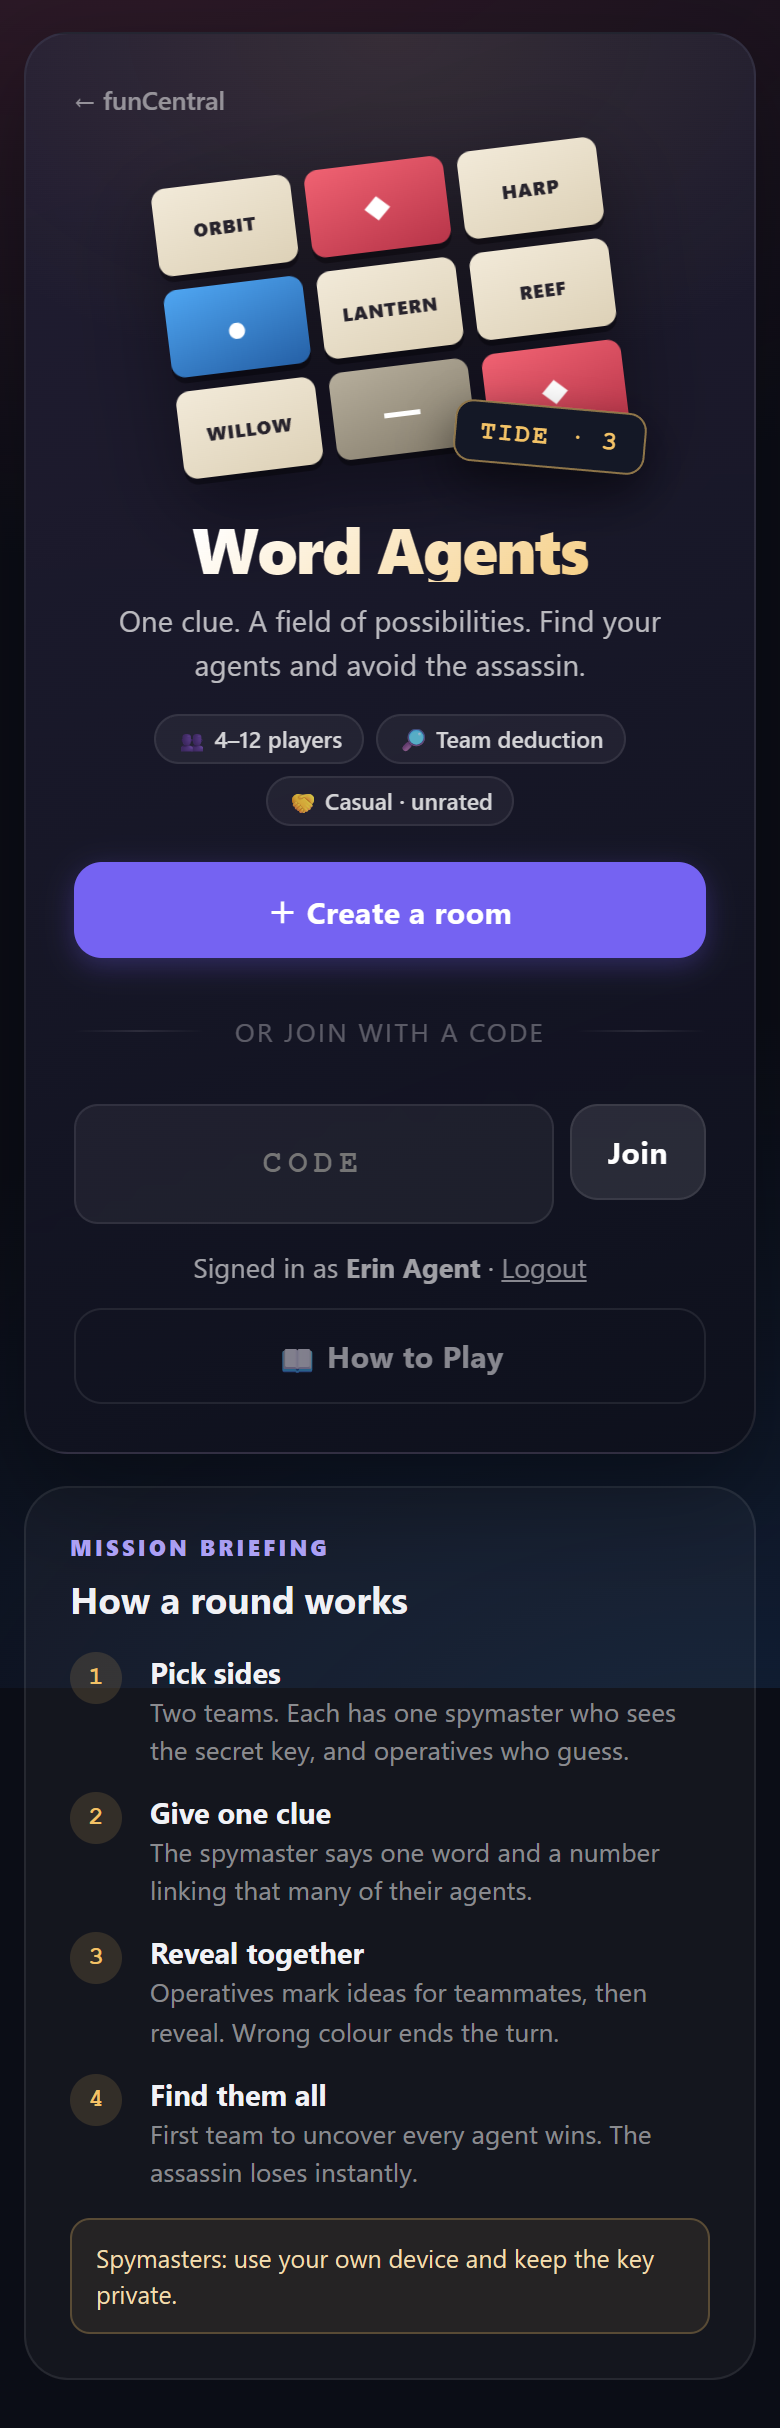 ← funCentral
ORBIT
HARP
LANTERN
REEF
WILLOW
TIDE · 3
Word Agents
One clue. A field of possibilities. Find your
agents and avoid the assassin.
4–12 players
Team deduction
Casual · unrated
+ Create a room
OR JOIN WITH A CODE
CODE
Join
Signed in as Erin Agent · Logout
How to Play
MISSION BRIEFING
How a round works
1 Pick sides
Two teams. Each has one spymaster who sees
the secret key, and operatives who guess.
2 Give one clue
The spymaster says one word and a number
linking that many of their agents.
3 Reveal together
Operatives mark ideas for teammates, then
reveal. Wrong colour ends the turn.
4 Find them all
First team to uncover every agent wins. The
assassin loses instantly.
Spymasters: use your own device and keep the key
private.